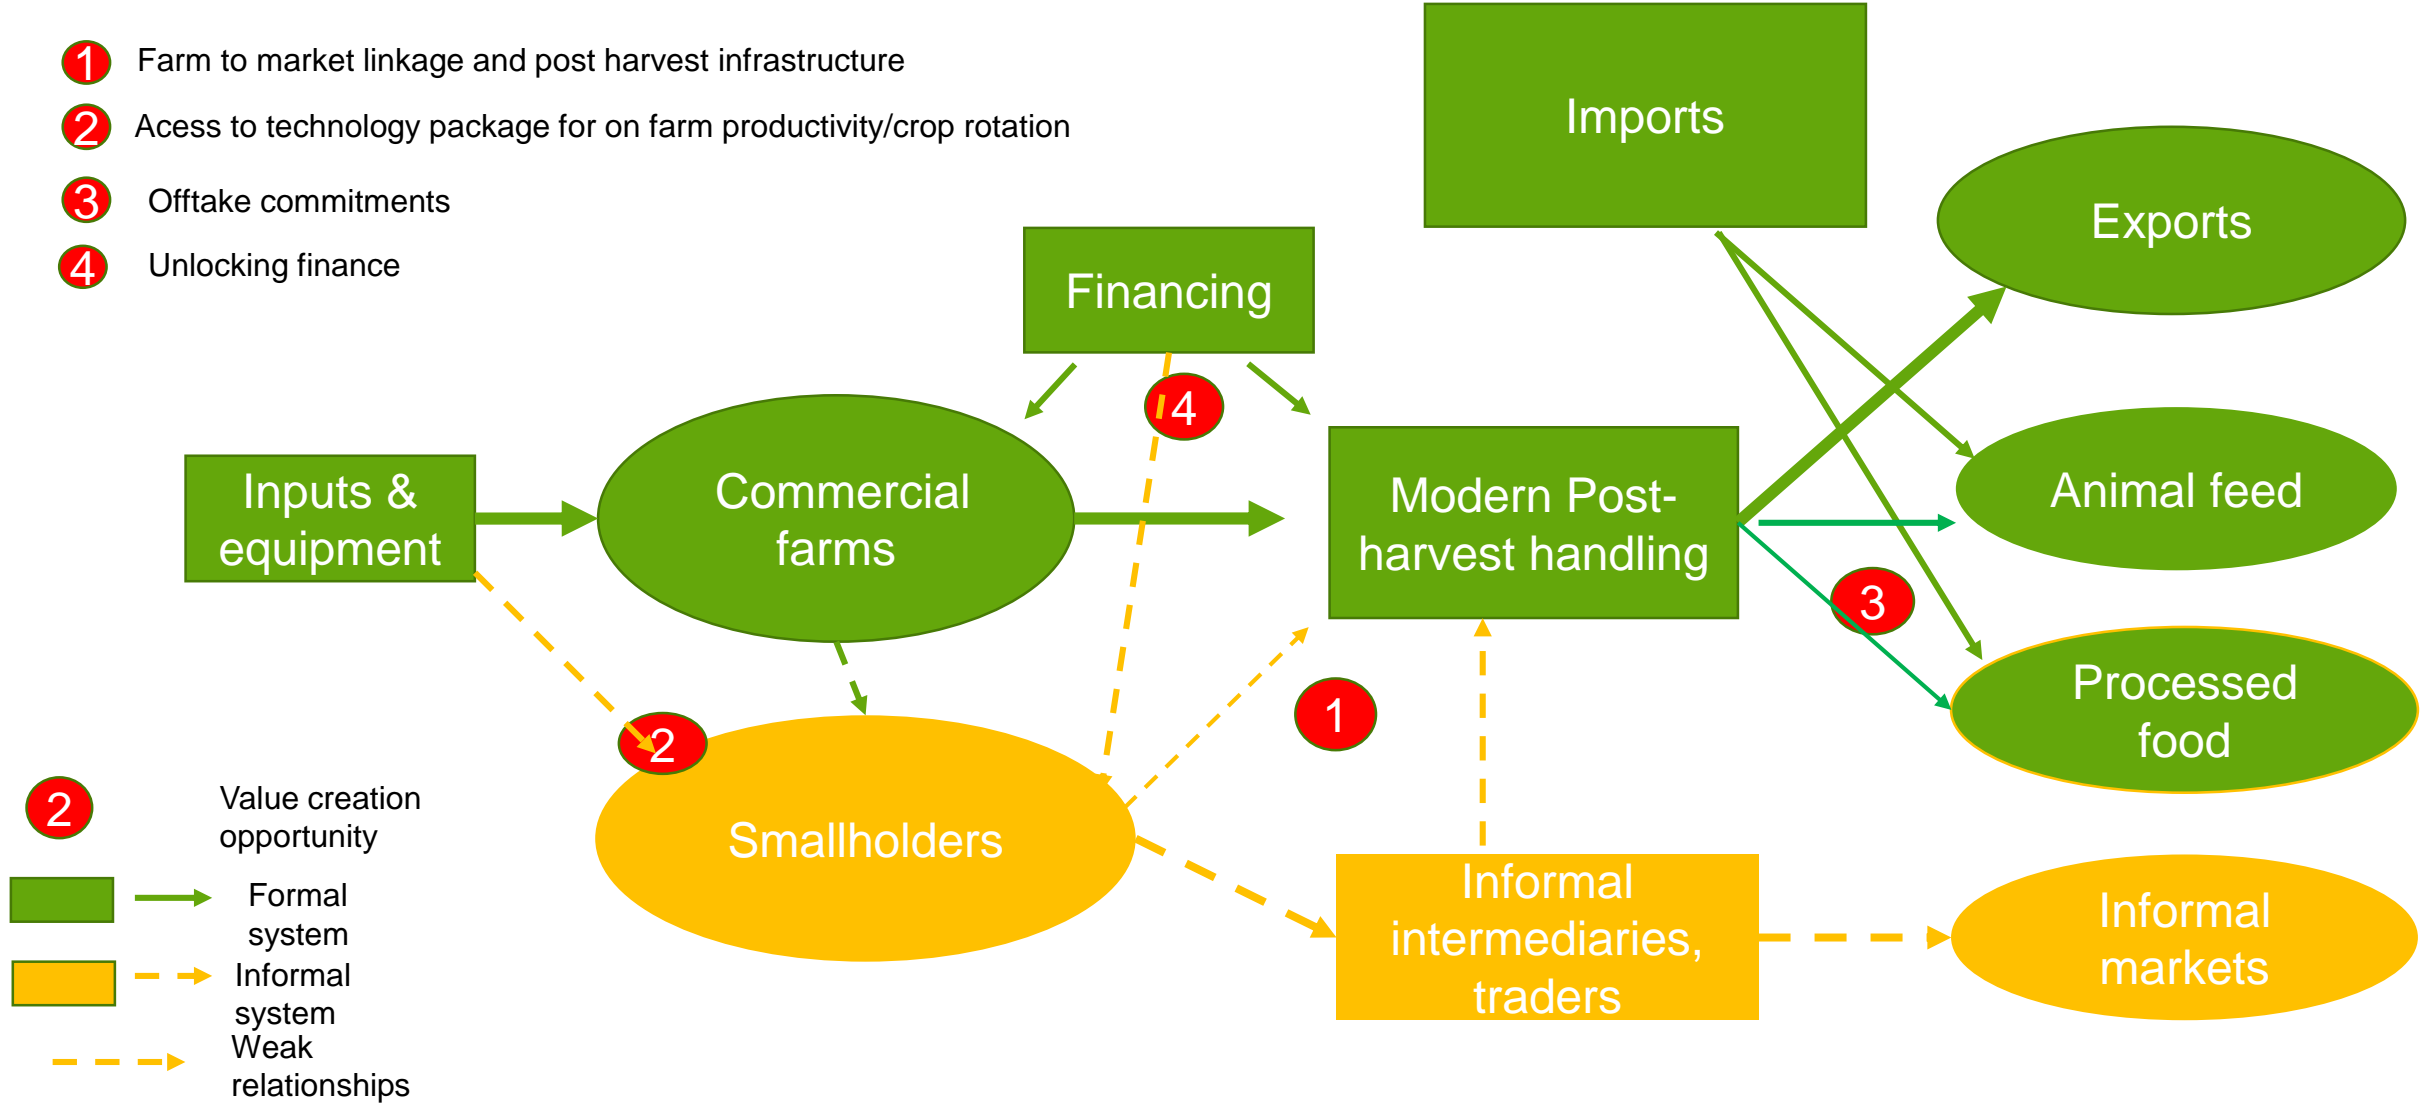 1 Farm to market linkage and post harvest infrastructure
2 Acess to technology package for on farm productivity/crop rotation
3 Offtake commitments
4 Unlocking finance
Imports
Exports
Financing
4
Inputs &
equipment
Commercial
farms
Modern Post-
harvest handling
Animal feed
3
Processed
food
2
1
Smallholders
Informal
intermediaries,
traders
Informal
markets
2 Value creation
opportunity
Formal
system
Informal
system
Weak
relationships